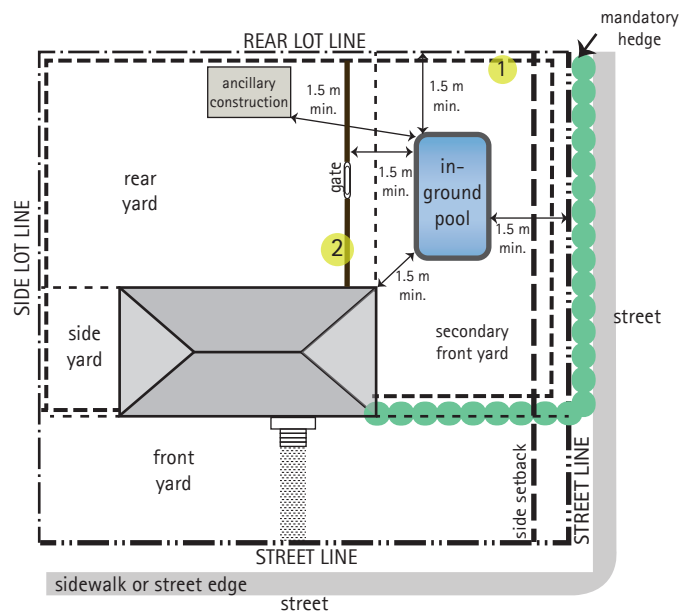 mandatory
hedge
REAR LOT LINE
1
ancillary
construction
1.5 m
min.
1.5 m
min.
rear
yard
gate
1.5 m
min.
in-
ground
pool
1.5 m
min.
2
1.5 m
min.
SIDE LOT LINE
side
yard
secondary
front yard
street
front
yard
side setback
STREET LINE
STREET LINE
sidewalk or street edge
street